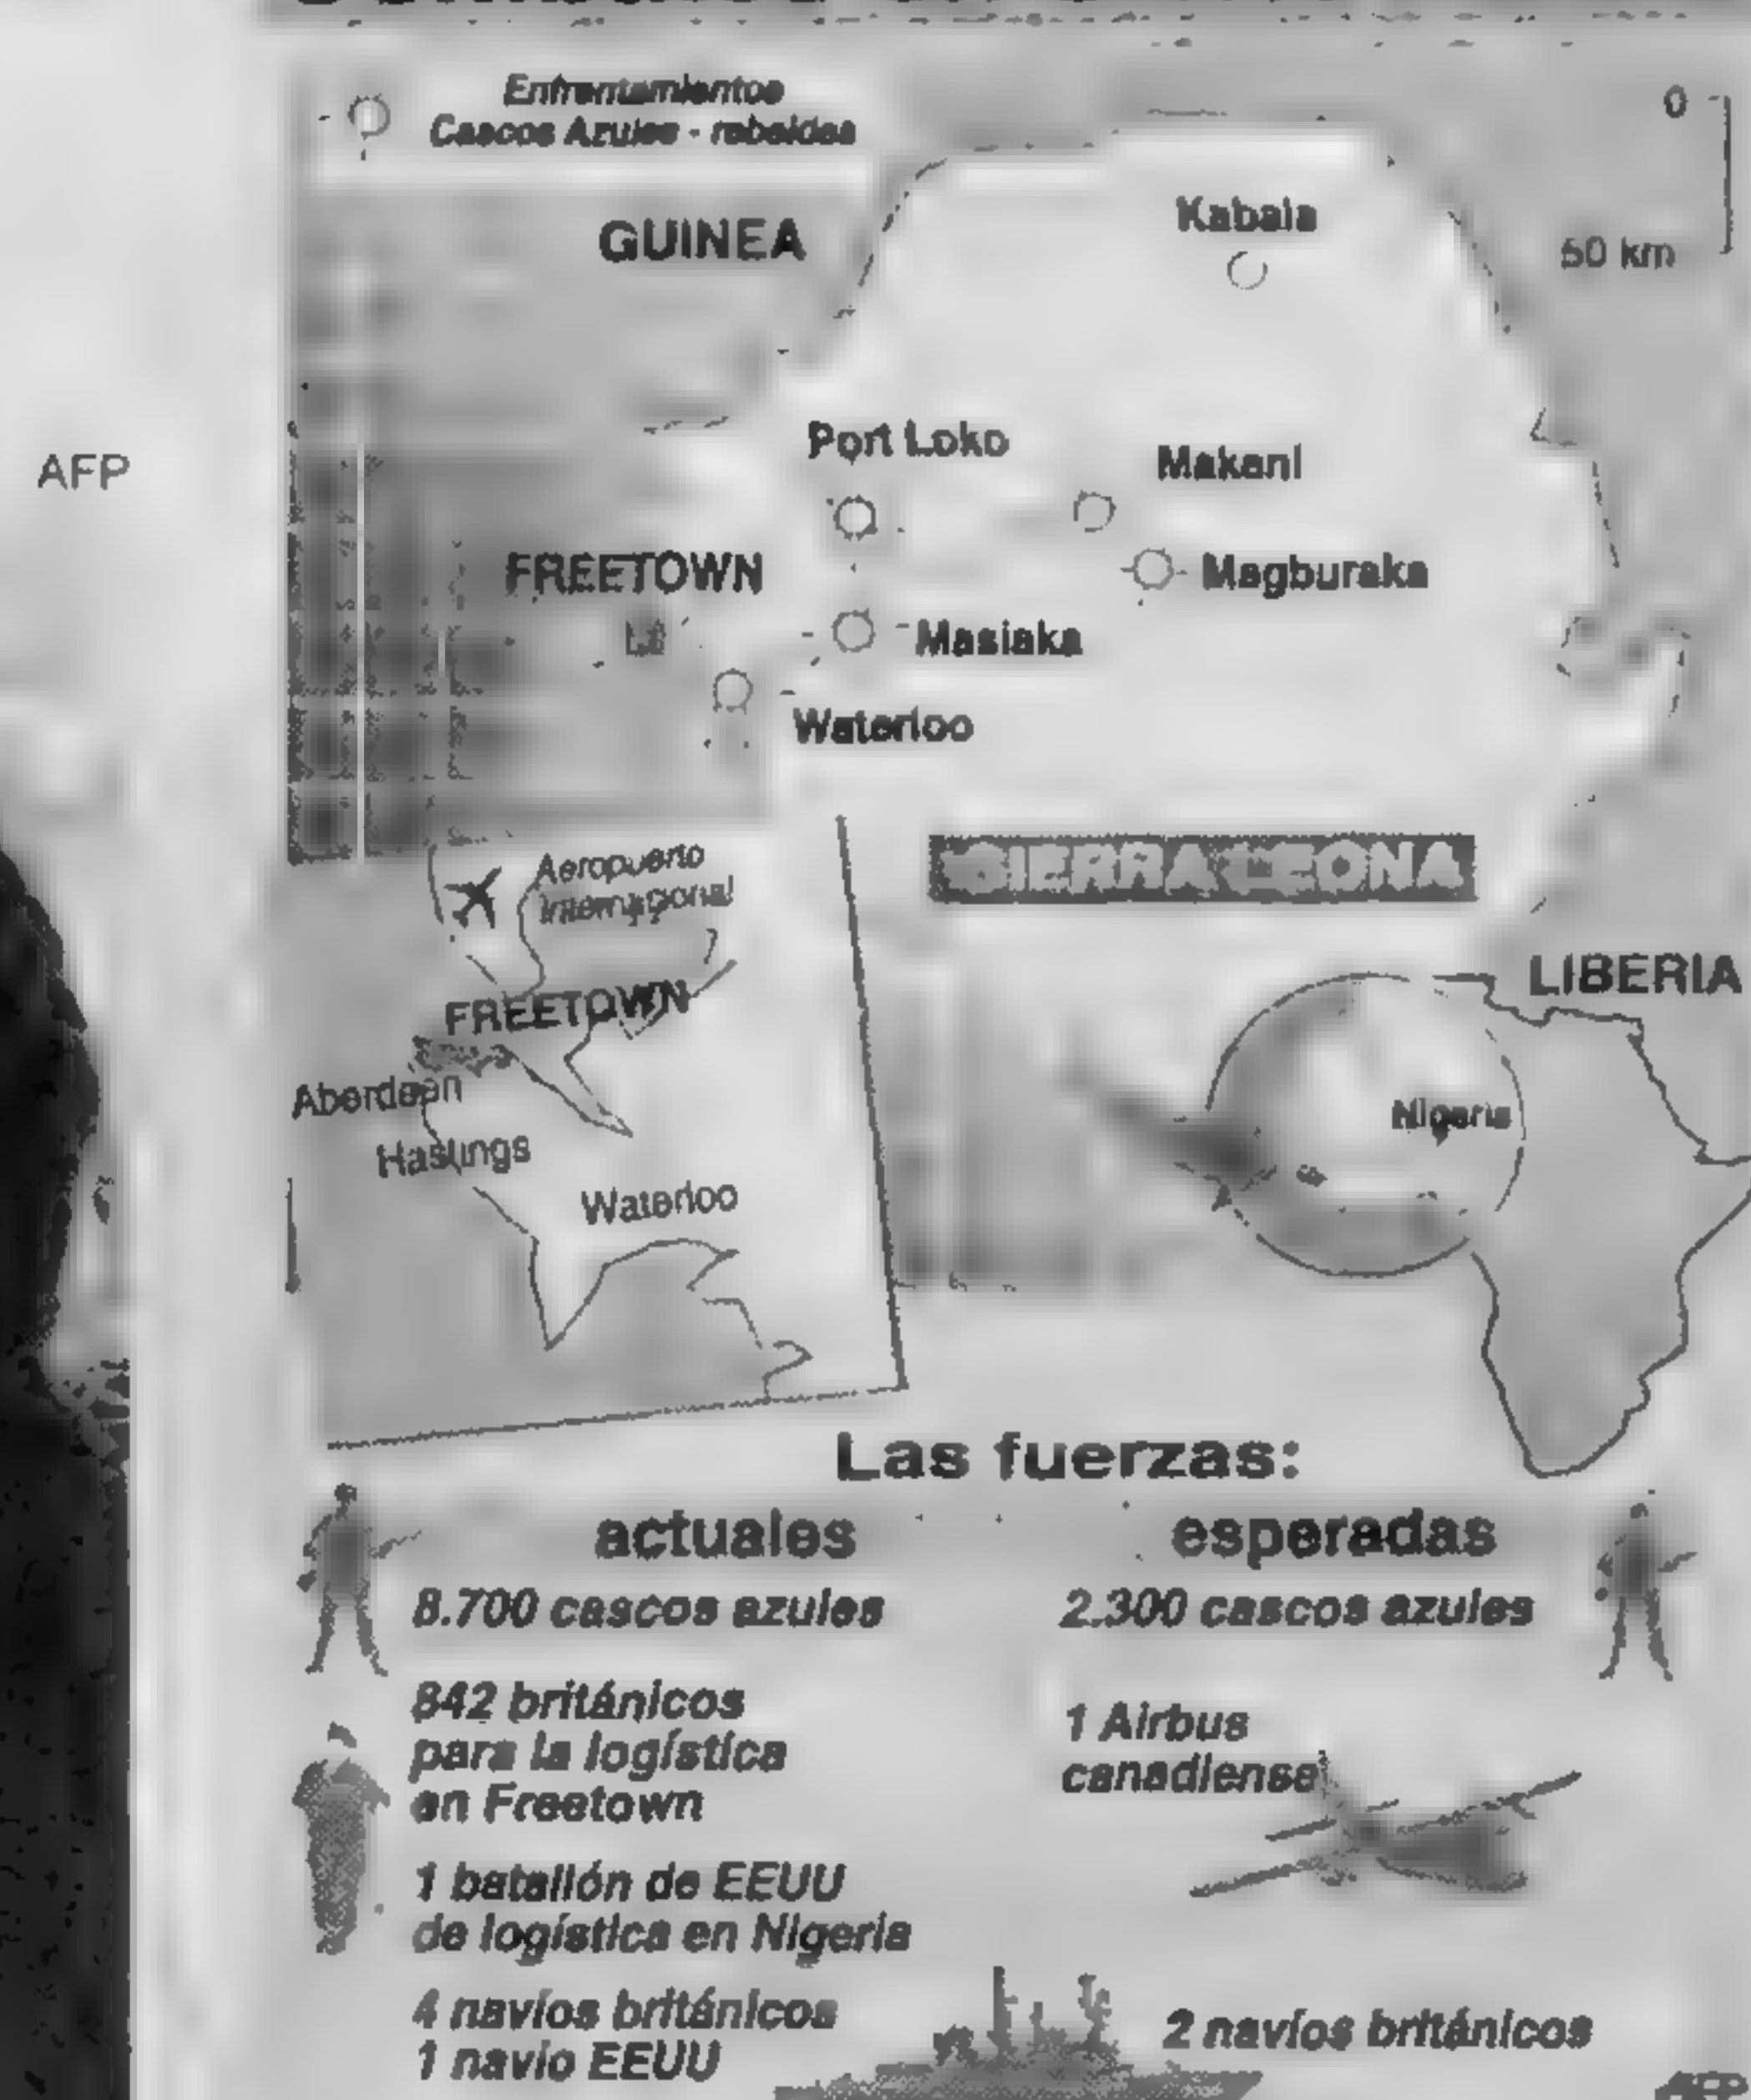 Enfrentamientos
Cascos Azules - rebeldes
0
50 km
GUINEA
Kabala
Port Loko
Makeni
AFP
FREETOWN
Magburaka
Masiaka
Waterloo
SIERRA LEONA
Aeropuerto
Internacional
LIBERIA
FREETOWN
Aberdeen
Nigeria
Hastings
Waterloo
Las fuerzas:
actuales
esperadas
8.700 cascos azules
2.300 cascos azules
842 británicos
para la logística
en Freetown
1 Airbus
canadiense
1 batallón de EEUU
de logística en Nigeria
4 navíos británicos
1 navio EEUU
2 navíos británicos
AFP